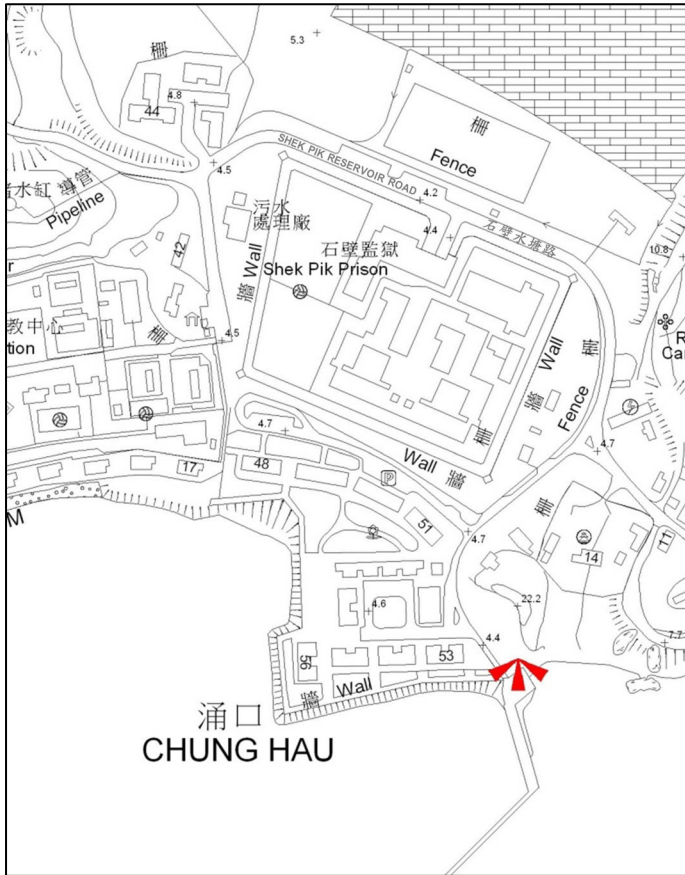 5.3
柵
4.8
44
SHEK PIK RESERVOIR ROAD
柵
Fence
4.5
4.2
水缸 導管
Pipeline
污水
處理廠
4.4
石壁水塘路
42
石壁監獄
Shek Pik Prison
10.8
r
牆
Wall
教中心
tion
柵
4.5
R
Car
牆
Wall
柵
Fence
4.7
柵
4.7
Wall
牆
17
48
P
M
51
柵
4.7
14
11
4.6
22.2
7.7
4.4
56
53
牆
Wall
涌口
CHUNG HAU